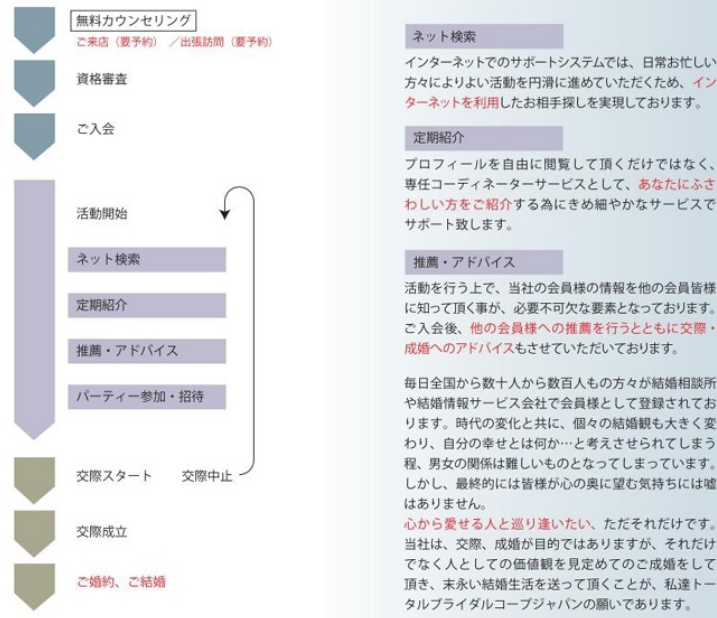 無料カウンセリング
ご来店（要予約）／出張訪問（要予約）
資格審査
ご入会
活動開始
ネット検索
定期紹介
推薦・アドバイス
パーティー参加・招待
交際スタート　交際中止
交際成立
ご婚約、ご結婚
ネット検索
インターネットでのサポートシステムでは、日常お忙しい
方々によりよい活動を円滑に進めていただくため、イン
ターネットを利用したお相手探しを実現しております。
定期紹介
プロフィールを自由に閲覧して頂くだけではなく、
専任コーディネーターサービスとして、あなたにふさ
わしい方をご紹介する為にきめ細やかなサービスで
サポート致します。
推薦・アドバイス
活動を行う上で、当社の会員様の情報を他の会員皆様
に知って頂く事が、必要不可欠な要素となっております。
ご入会後、他の会員様への推薦を行うとともに交際・
成婚へのアドバイスもさせていただいております。
毎日全国から数十人から数百人もの方々が結婚相談所
や結婚情報サービス会社で会員様として登録されてお
ります。時代の変化と共に、個々の結婚観も大きく変
わり、自分の幸せとは何か…と考えさせられてしまう
程、男女の関係は難しいものとなってしまっています。
しかし、最終的には皆様が心の奥に望む気持ちには嘘
はありません。
心から愛せる人と巡り逢いたい、ただそれだけです。
当社は、交際、成婚が目的ではありますが、それだけ
でなく人としての価値観を見定めてのご成婚をして
頂き、末永い結婚生活を送って頂くことが、私達トー
タルブライダルコープジャパンの願いであります。